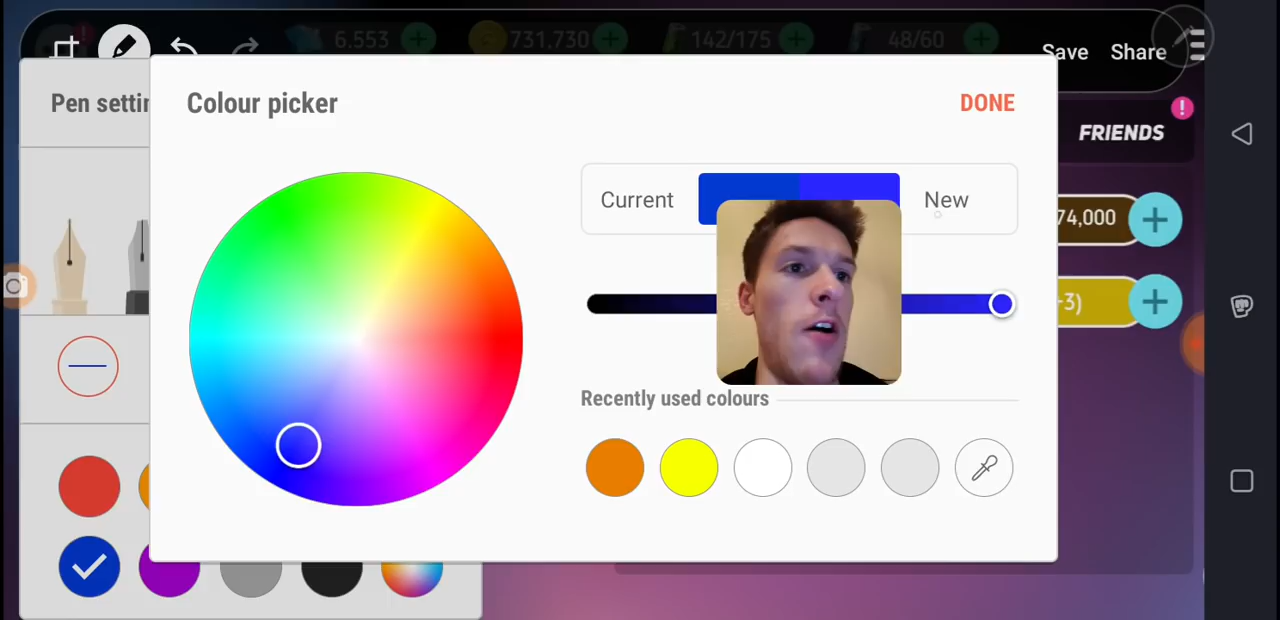 6.553
731,730
142/175
48/60
Save
Share
Pen settin
Colour picker
DONE
!
FRIENDS
Current
New
74,000
-3)
Recently used colours